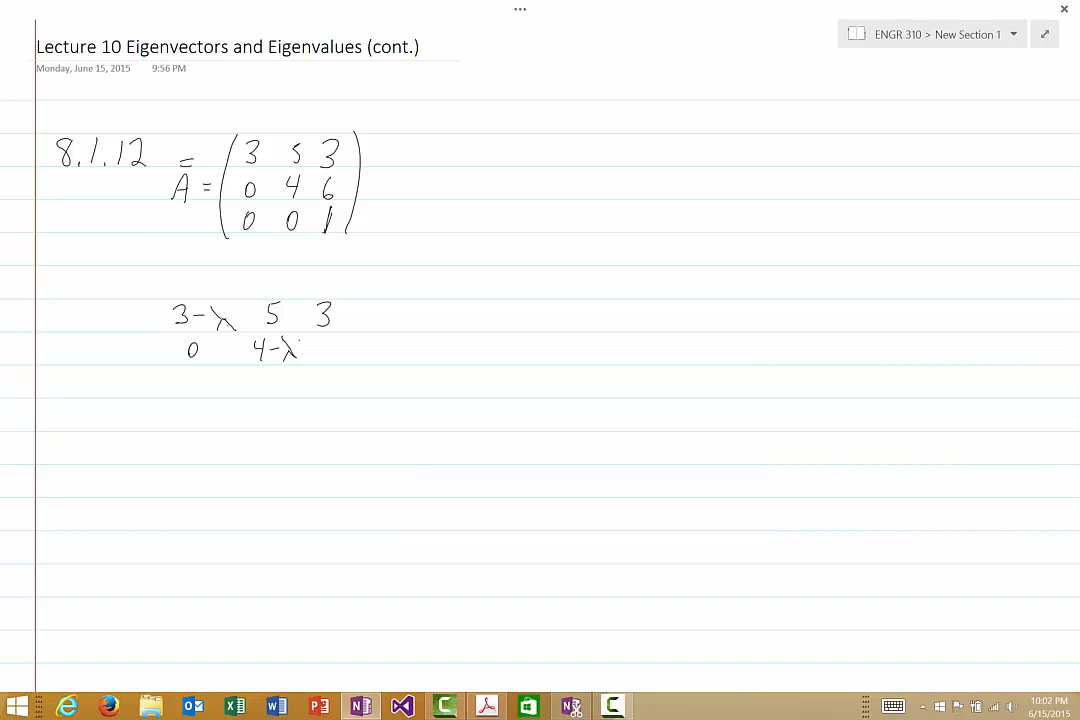 Lecture 10 Eigenvectors and Eigenvalues (cont.)
Monday, June 15, 2015 9:56 PM
ENGR 310 > New Section 1
8.1.12 A = ( 3 5 3
0 4 6
0 0 1 )
3-λ 5 3
0 4-λ
10:02 PM
6/15/2015